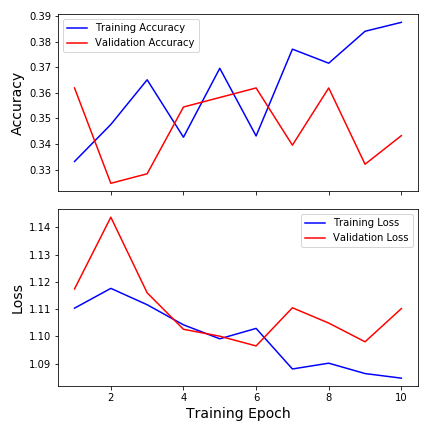 0.39
0.38
0.37
0.36
0.35
0.34
0.33
Accuracy
Training Accuracy
Validation Accuracy
1.14
1.13
1.12
1.11
1.10
1.09
Loss
Training Loss
Validation Loss
2 4 6 8 10
Training Epoch